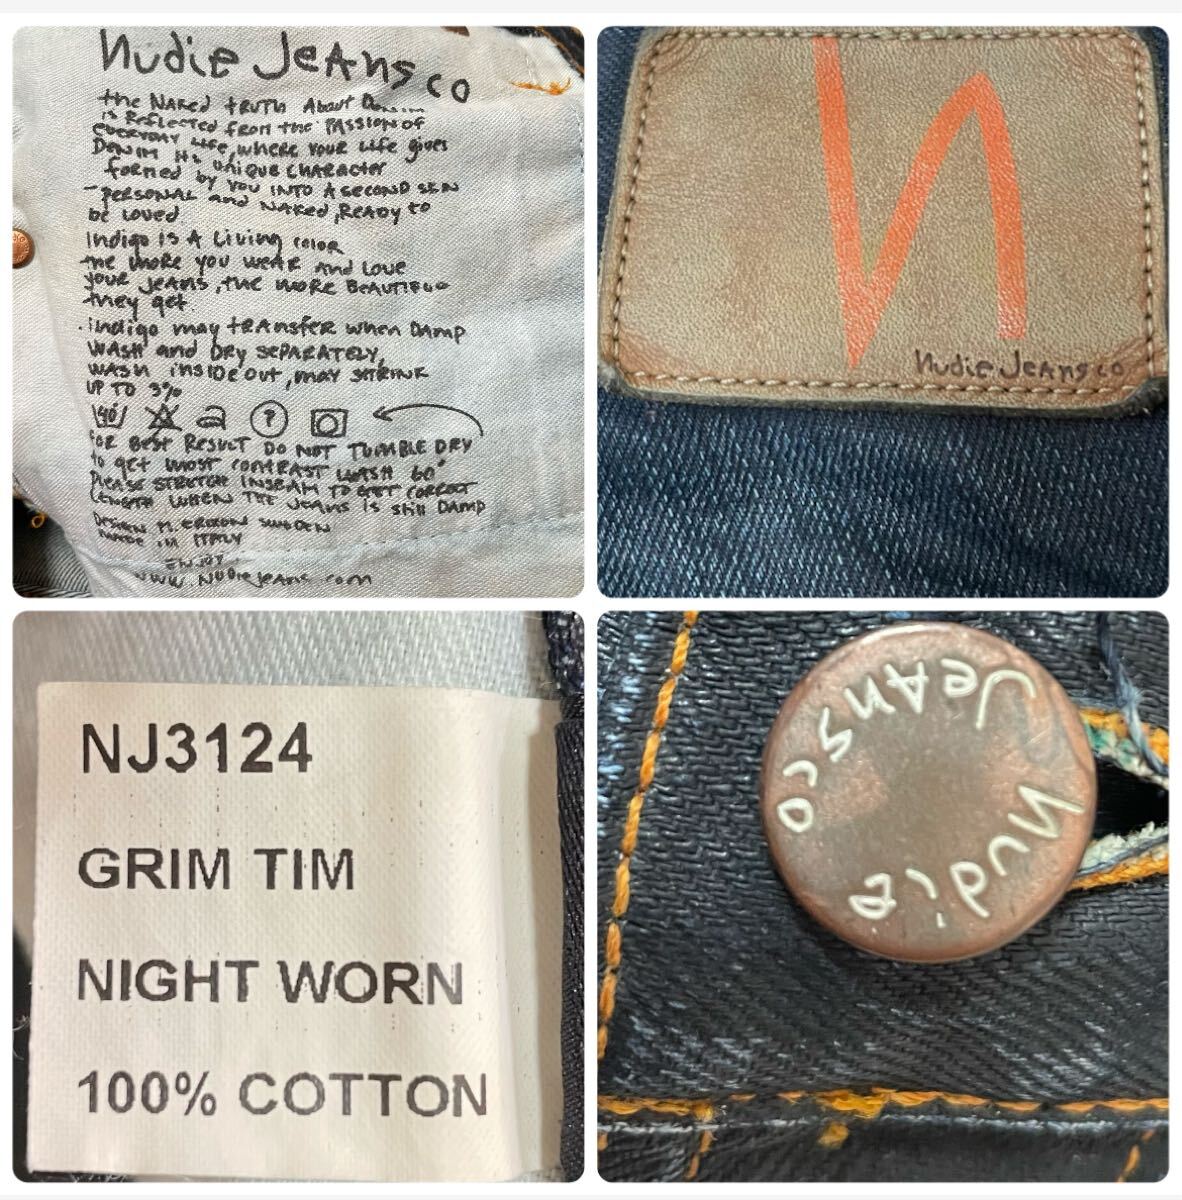 nudie Jeans co
the NAKed tRUTH About
is ReFLected from the PASSION of
eveRYDAY Life, wHeRe YouR Life gives
DeNIM its UNIQUE CHARACTER
formed by YOU INTO A SECOND SKIN
- PERSONAL and NAKed, ReADY to
be Loved.
Indigo IS A Living color
the moRe you weAR AND LOVE
your JeANS, the moRe BeAUTIFUL
they get.
. Indigo may tRANSfeR when DAMP
WASH and DRY SEPARATELY,
WASH iNSIDE OUT, MAY SHRINK
UP TO 3%
40°
?
foR BeST ResuLT DO NOT TUMBLE DRY
to get most contRAST WASH 60°
PLeASE STRETCH INSEAM TO GET CORRECT
LENGTH WHEN THE JeANS IS stiLL DAMP
DESIGN M. ERIXON SWEDEN
MADE IN ITALY
ENJOY
WWW. NUDIeJeANS. com
n
nudie JeANS co
NJ3124
GRIM TIM
NIGHT WORN
100% COTTON
nudie
JeANS co